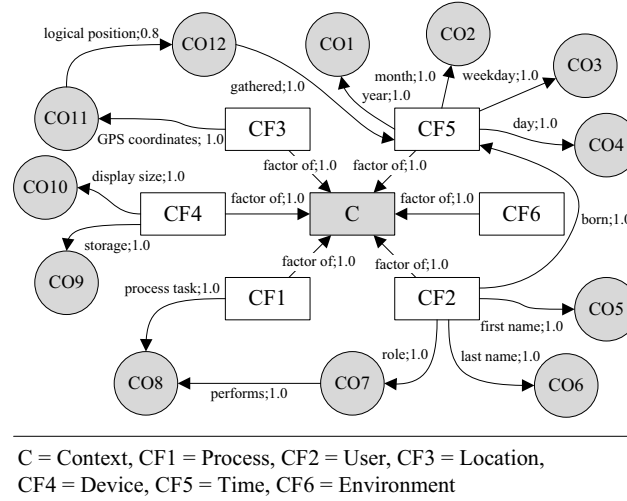 logical position;0.8
CO12
CO1
CO2
CO3
gathered;1.0
month;1.0
weekday;1.0
year;1.0
CO11
GPS coordinates; 1.0
CF3
CF5
day;1.0
CO4
factor of;1.0
factor of;1.0
CO10
display size;1.0
CF4
factor of;1.0
C
factor of;1.0
CF6
born;1.0
storage;1.0
CO9
factor of;1.0
factor of;1.0
process task;1.0
CF1
CF2
CO5
first name;1.0
role;1.0
last name;1.0
CO8
performs;1.0
CO7
CO6
C = Context, CF1 = Process, CF2 = User, CF3 = Location,
CF4 = Device, CF5 = Time, CF6 = Environment